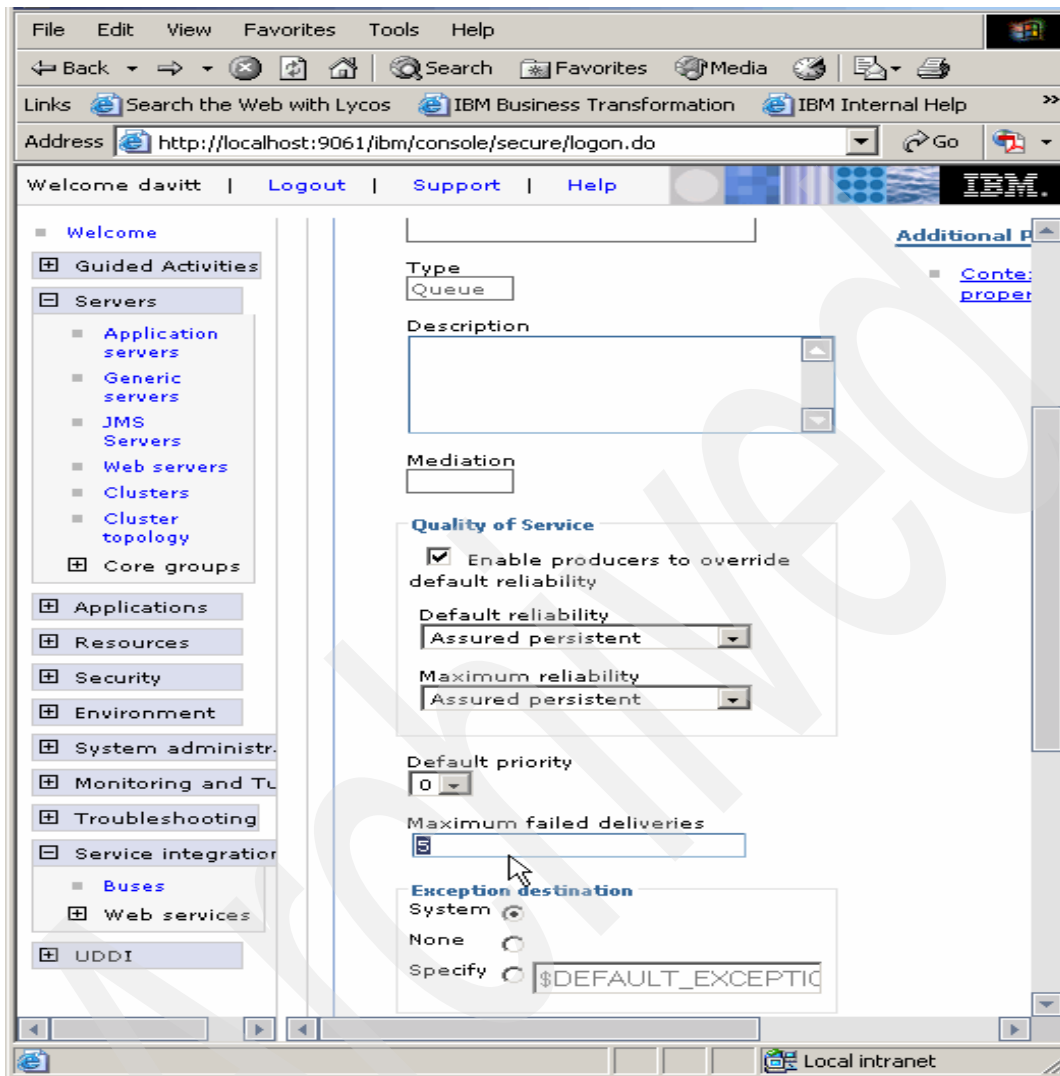 File Edit View Favorites Tools Help
Back Search Favorites Media
Links Search the Web with Lycos IBM Business Transformation IBM Internal Help »
Address http://localhost:9061/ibm/console/secure/logon.do Go
Welcome davitt | Logout | Support | Help IBM.
Welcome
Guided Activities
Servers
Application
servers
Generic
servers
JMS
Servers
Web servers
Clusters
Cluster
topology
Core groups
Applications
Resources
Security
Environment
System administr
Monitoring and Tu
Troubleshooting
Service integration
Buses
Web services
UDDI
Type
Queue
Description
Mediation
Quality of Service
Enable producers to override
default reliability
Default reliability
Assured persistent
Maximum reliability
Assured persistent
Default priority
0
Maximum failed deliveries
5
Exception destination
System
None
Specify $DEFAULT_EXCEPTIO
Additional P
Conte
proper
Local intranet
Archived